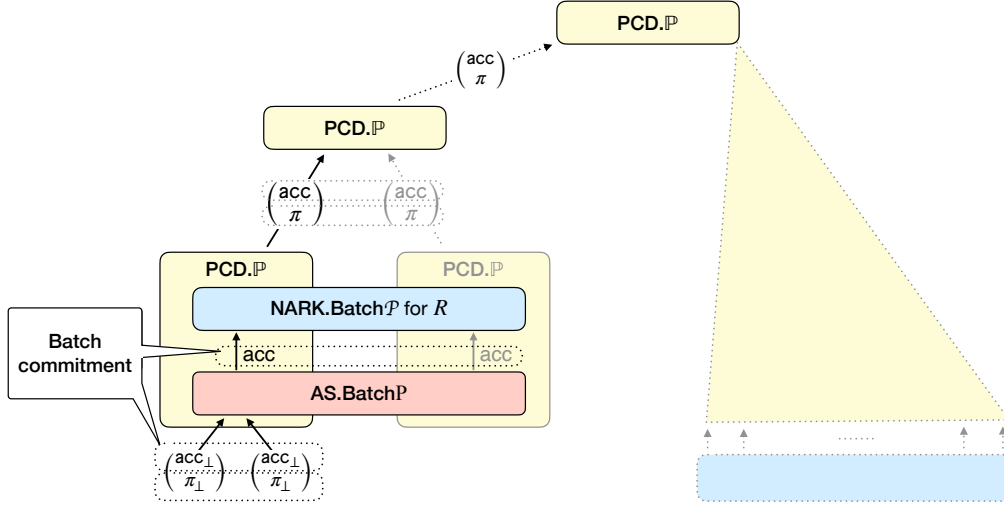 PCD.ℙ
(acc
π)
PCD.ℙ
(acc
π)
(acc
π)
PCD.ℙ
PCD.ℙ
NARK.Batch𝒫 for R
Batch
commitment
acc
acc
AS.BatchP
(acc⊥
π⊥)
(acc⊥
π⊥)
........